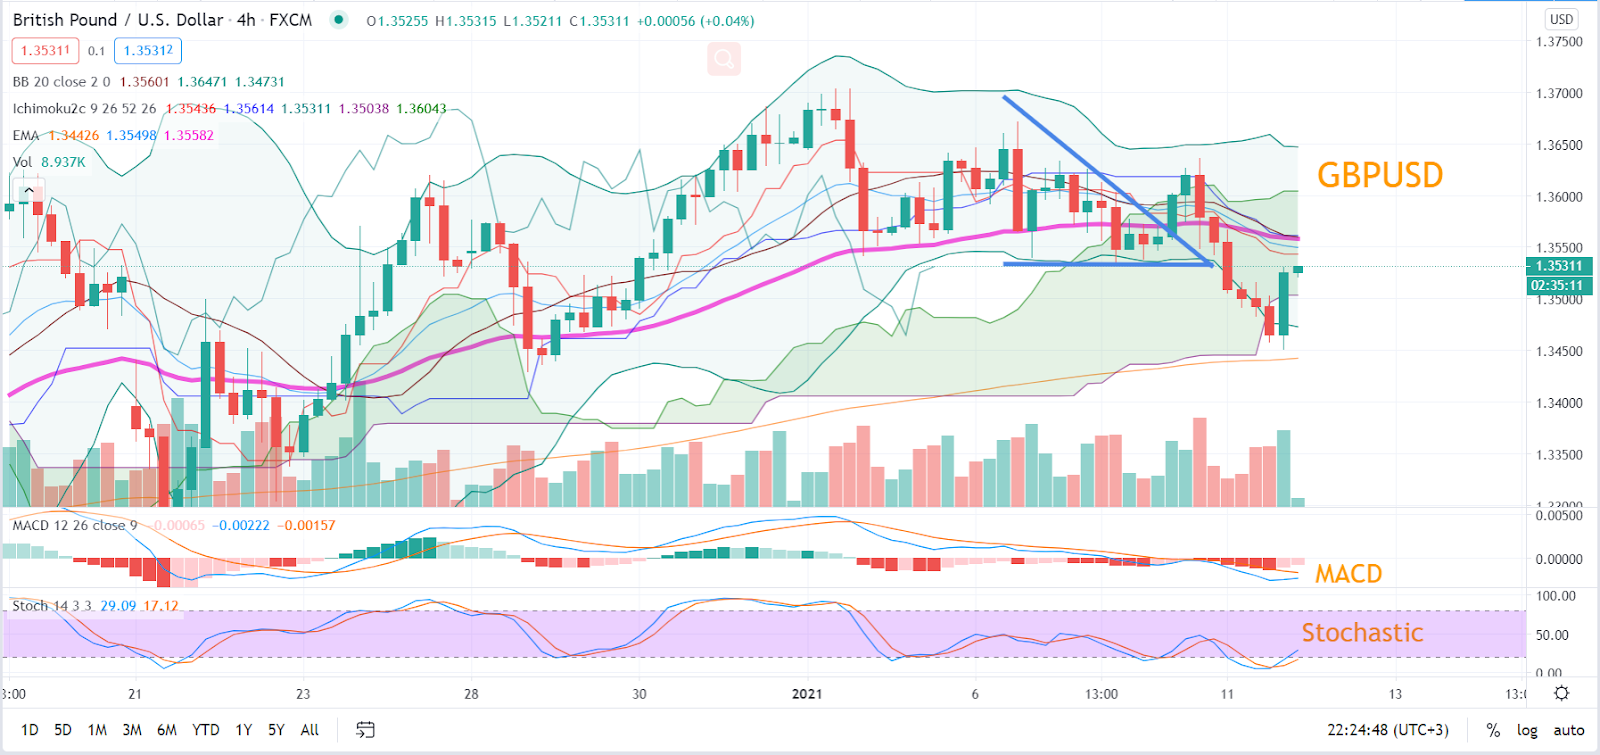 British Pound / U.S. Dollar · 4h · FXCM O1.35255 H1.35315 L1.35211 C1.35311 +0.00056 (+0.04%) USD
1.35311 0.1 1.35312
BB 20 close 2 0 1.35601 1.36471 1.34731
Ichimoku2c 9 26 52 26 1.35436 1.35614 1.35311 1.35038 1.36043
EMA 1.34426 1.35498 1.35582
Vol 8.937K
GBPUSD
1.37500
1.37000
1.36500
1.36000
1.35500
1.35311
02:35:11
1.35000
1.34500
1.34000
1.33500
1.33000
MACD 12 26 close 9 -0.00065 -0.00222 -0.00157
0.00500
0.00000
MACD
Stoch 14 3 3 29.09 17.12
100.00
50.00
0.00
Stochastic
3:00 21 23 28 30 2021 6 13:00 11 13 13:
1D 5D 1M 3M 6M YTD 1Y 5Y All 22:24:48 (UTC+3) % log auto